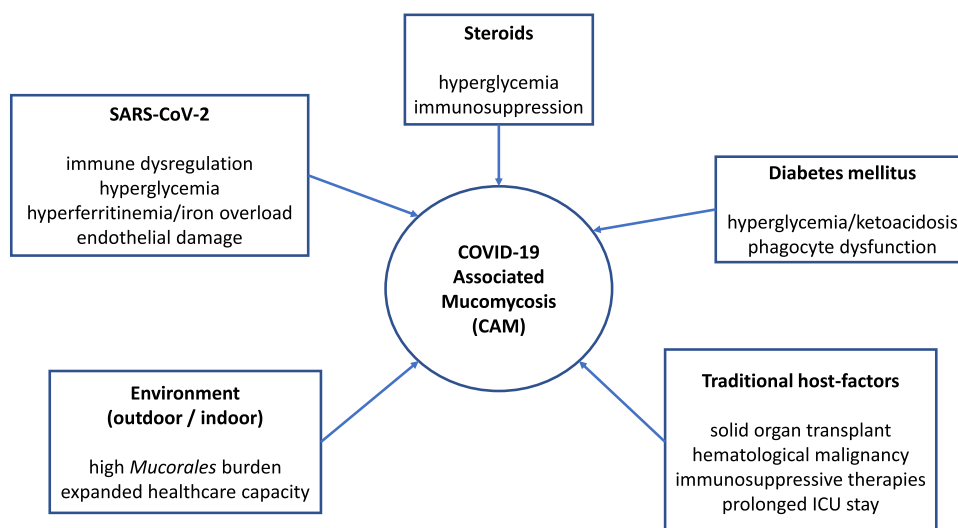 Steroids
hyperglycemia
immunosuppression
SARS-CoV-2
immune dysregulation
hyperglycemia
hyperferritinemia/iron overload
endothelial damage
Diabetes mellitus
hyperglycemia/ketoacidosis
phagocyte dysfunction
COVID-19
Associated
Mucomycosis
(CAM)
Environment
(outdoor / indoor)
high Mucorales burden
expanded healthcare capacity
Traditional host-factors
solid organ transplant
hematological malignancy
immunosuppressive therapies
prolonged ICU stay